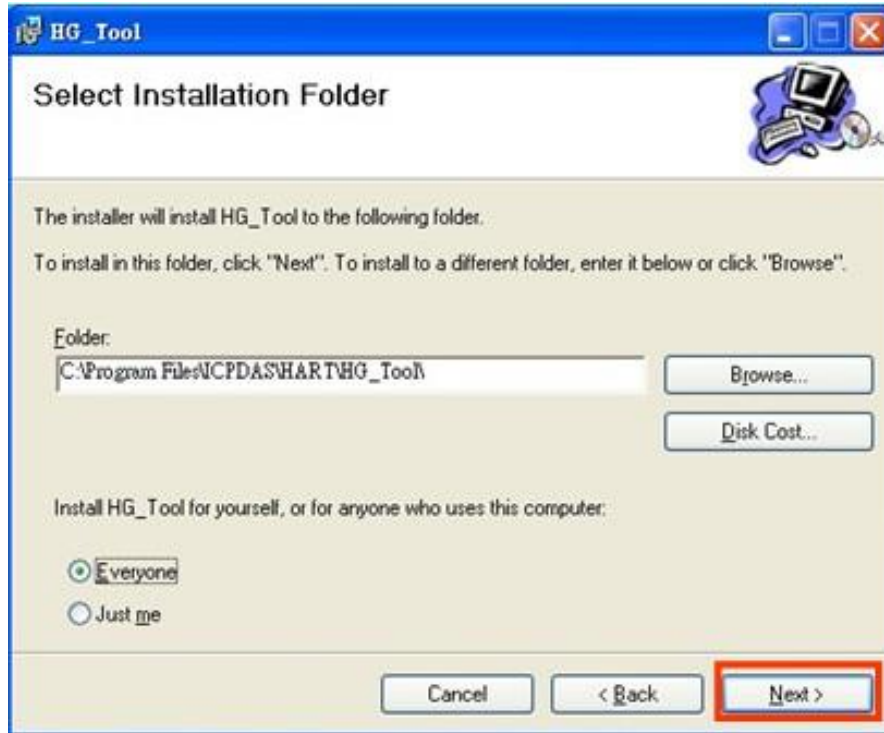 HG_Tool
Select Installation Folder
The installer will install HG_Tool to the following folder.
To install in this folder, click "Next". To install to a different folder, enter it below or click "Browse".
Folder:
C:\Program Files\ICPDAS\HART\HG_Tool\
Browse...
Disk Cost...
Install HG_Tool for yourself, or for anyone who uses this computer:
Everyone
Just me
Cancel
< Back
Next >